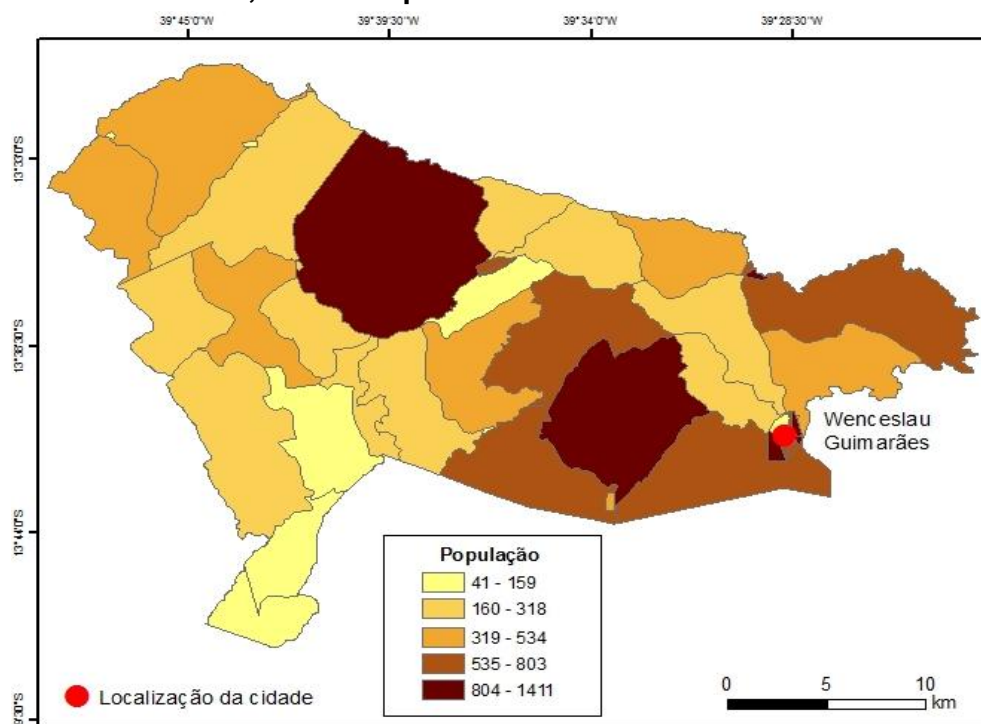 39°45'0"W
39°39'30"W
39°34'0"W
39°28'30"W
13°33'0"S
13°38'30"S
13°44'0"S
9°30"S
Wenceslau
Guimarães
População
41 - 159
160 - 318
319 - 534
535 - 803
804 - 1411
Localização da cidade
0
5
10
km